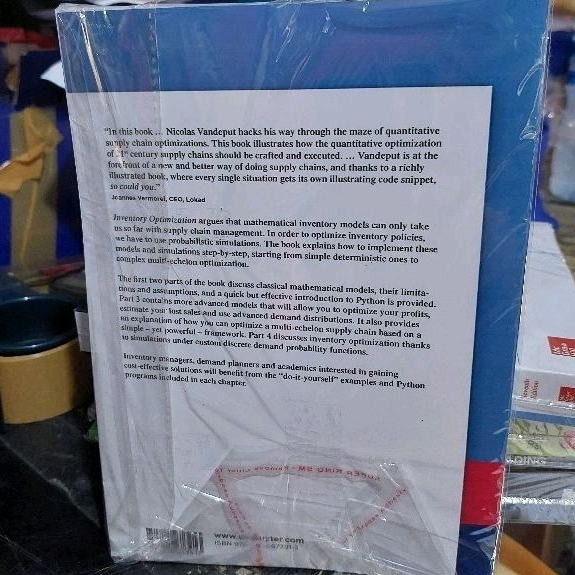 "In this book ... Nicolas Vandeput hacks his way through the maze of quantitative
supply chain optimizations. This book illustrates how the quantitative optimization
of 21st century supply chains should be crafted and executed. ... Vandeput is at the
forefront of a new and better way of doing supply chains, and thanks to a richly
illustrated book, where every single situation gets its own illustrating code snippet,
so could you."
Joannes Vermorel, CEO, Lokad
Inventory Optimization argues that mathematical inventory models can only take
us so far with supply chain management. In order to optimize inventory policies,
we have to use probabilistic simulations. The book explains how to implement these
models and simulations step-by-step, starting from simple deterministic ones to
complex multi-echelon optimization.
The first two parts of the book discuss classical mathematical models, their limita-
tions and assumptions, and a quick but effective introduction to Python is provided.
Part 3 contains more advanced models that will allow you to optimize your profits,
estimate your lost sales and use advanced demand distributions. It also provides
an explanation of how you can optimize a multi-echelon supply chain based on a
simple – yet powerful – framework. Part 4 discusses inventory optimization thanks
to simulations under custom discrete demand probability functions.
Inventory managers, demand planners and academics interested in gaining
cost-effective solutions will benefit from the "do-it-yourself" examples and Python
programs included in each chapter.
ISBN